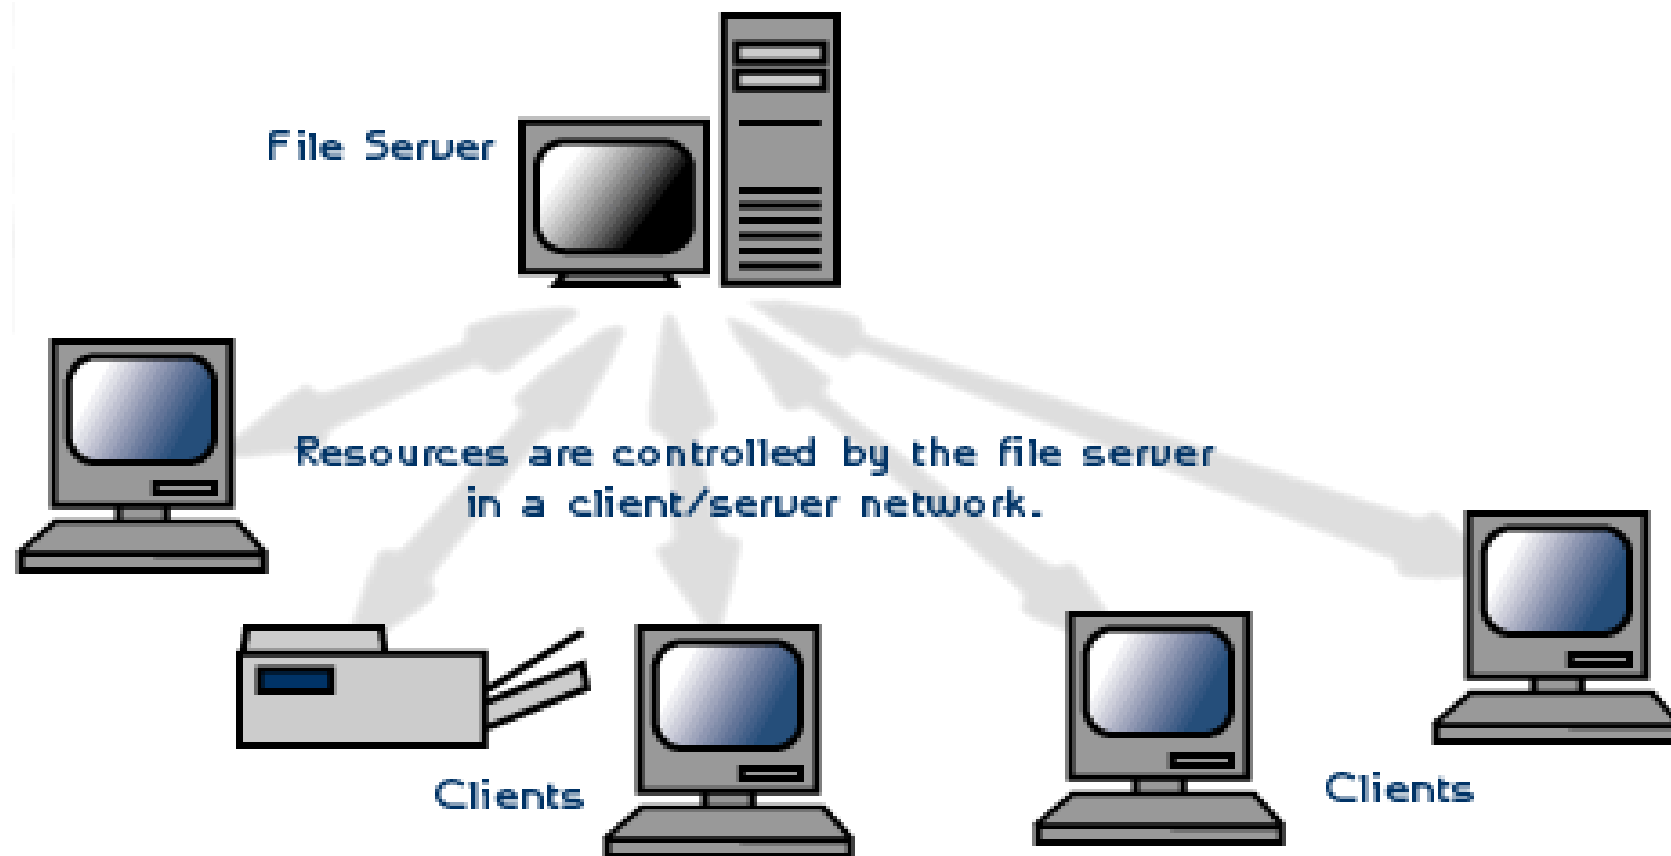 File Server
Resources are controlled by the file server
in a client/server network.
Clients
Clients